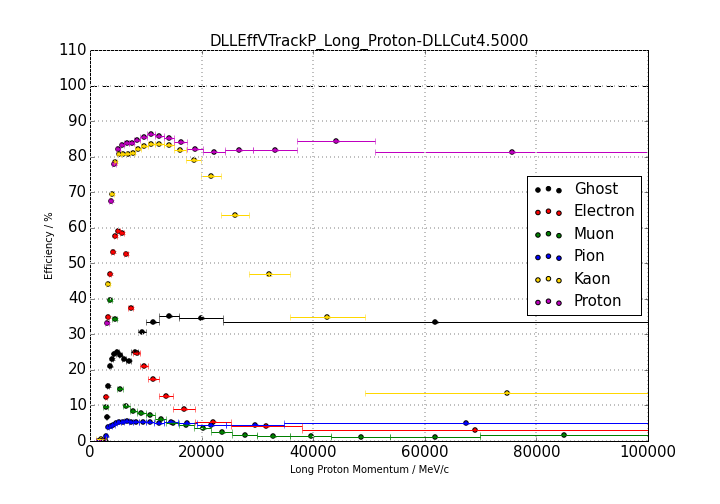 DLLEffVTrackP_Long_Proton-DLLCut4.5000
110
100
90
80
70
60
50
40
30
20
10
0
Efficiency / %
Ghost
Electron
Muon
Pion
Kaon
Proton
0 20000 40000 60000 80000 100000
Long Proton Momentum / MeV/c